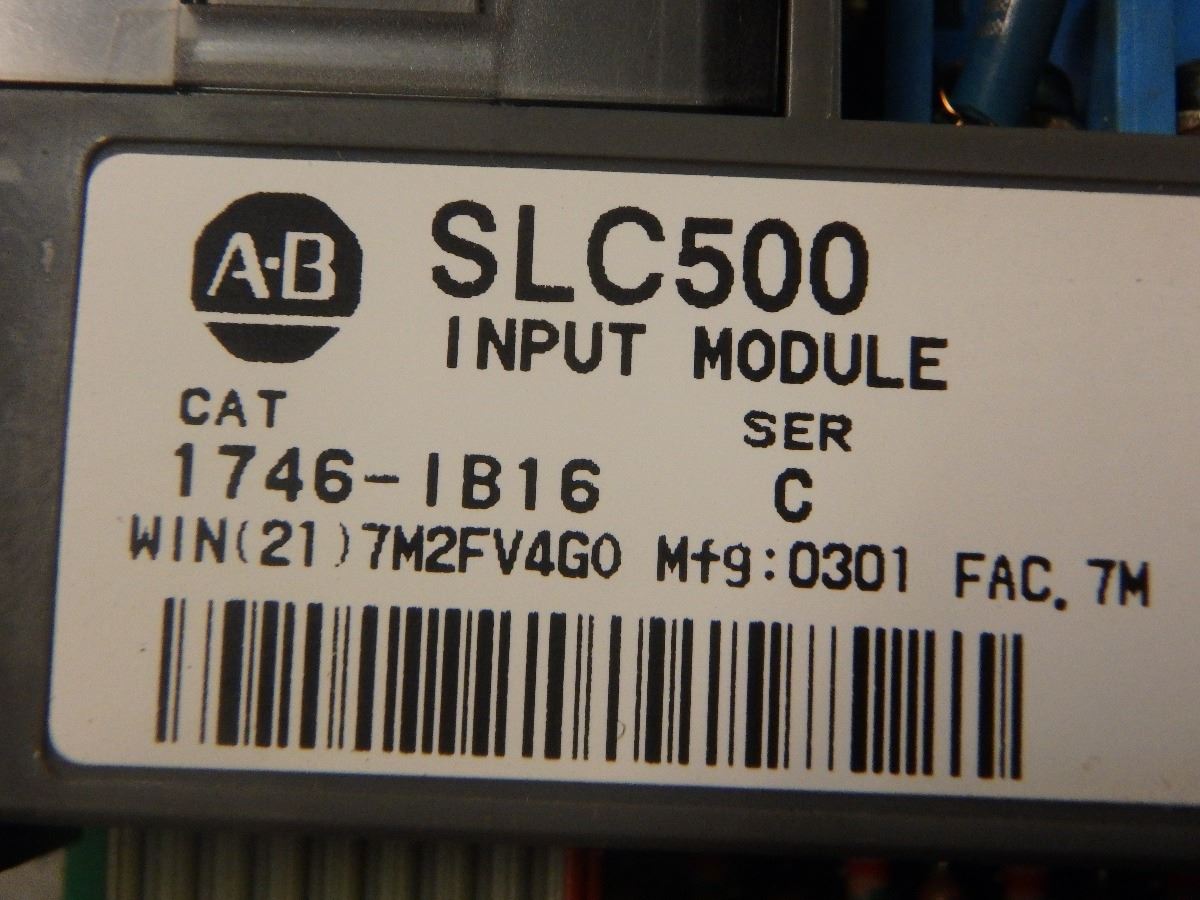 A·B SLC500
INPUT MODULE
CAT SER
1746-IB16 C
WIN(21)7M2FV4G0 Mfg:0301 FAC. 7M